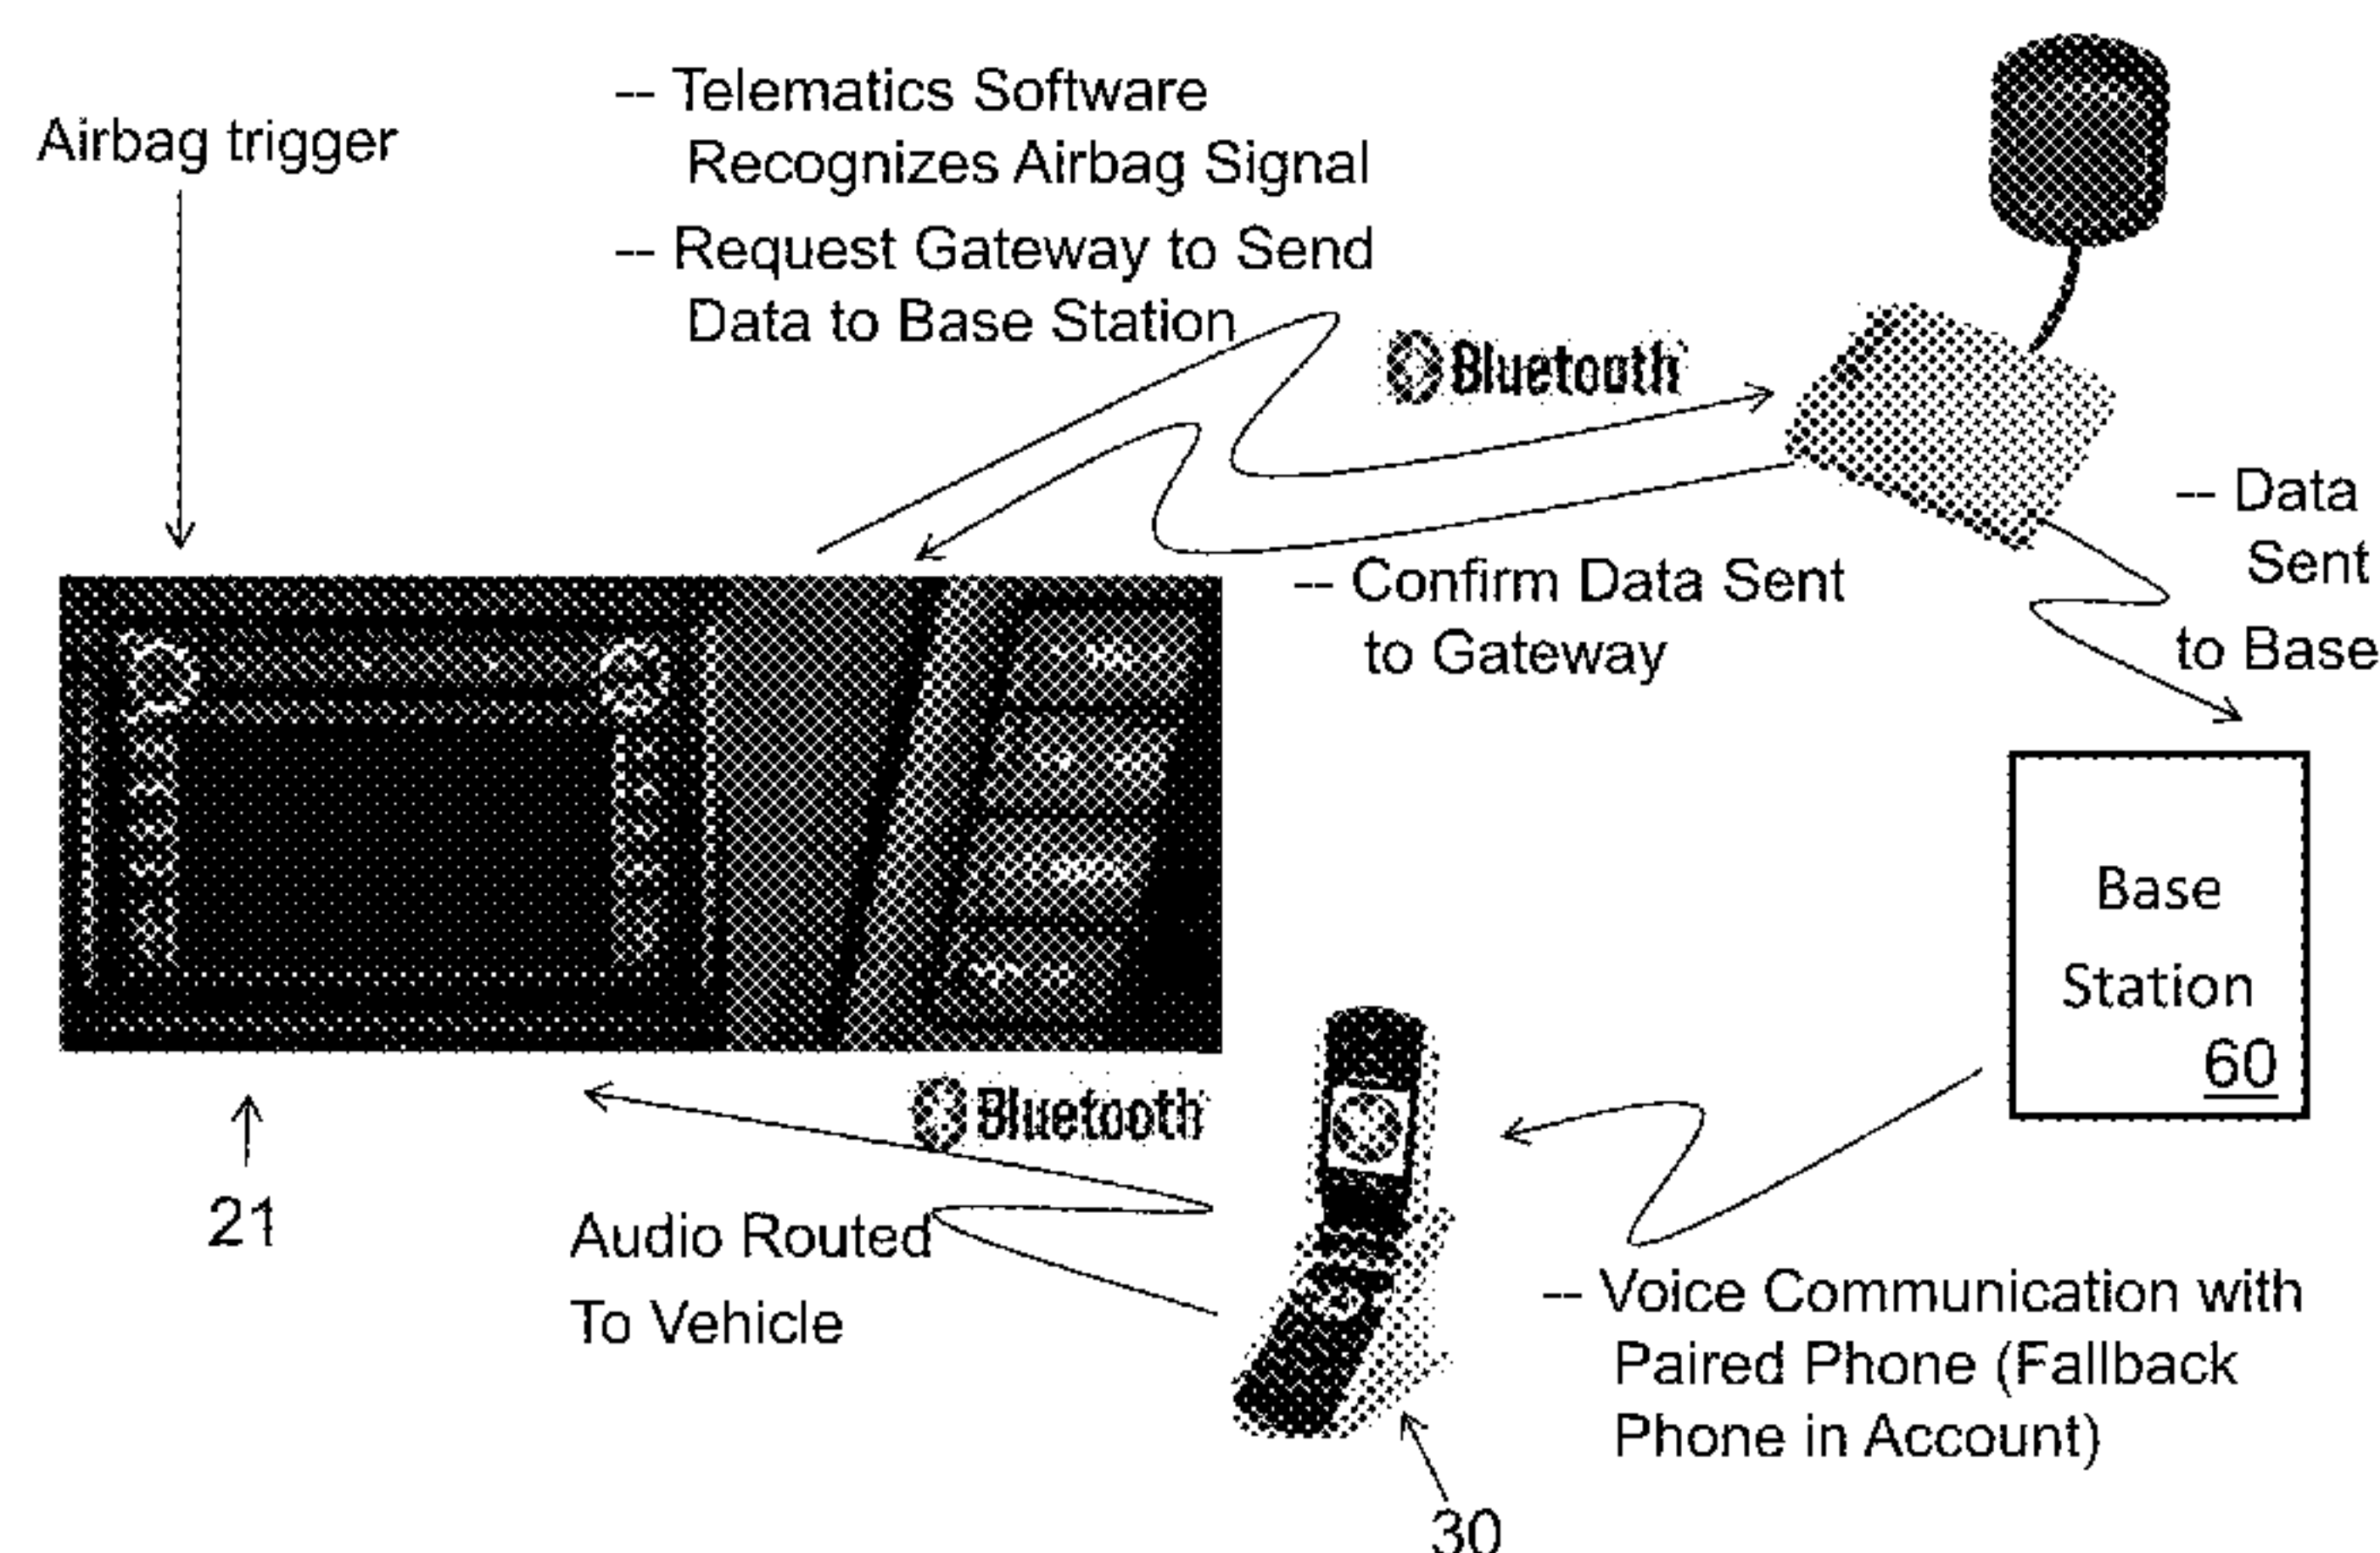 Airbag trigger
-- Telematics Software
Recognizes Airbag Signal
-- Request Gateway to Send
Data to Base Station
Bluetooth
-- Data
Sent
to Base
-- Confirm Data Sent
to Gateway
Base
Station
60
Bluetooth
21
Audio Routed
To Vehicle
-- Voice Communication with
Paired Phone (Fallback
Phone in Account)
30